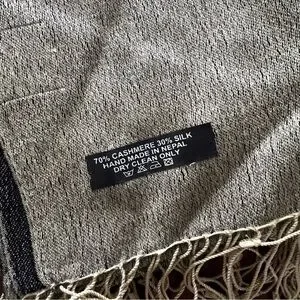 70% CASHMERE 30% SILK
HAND MADE IN NEPAL
DRY CLEAN ONLY